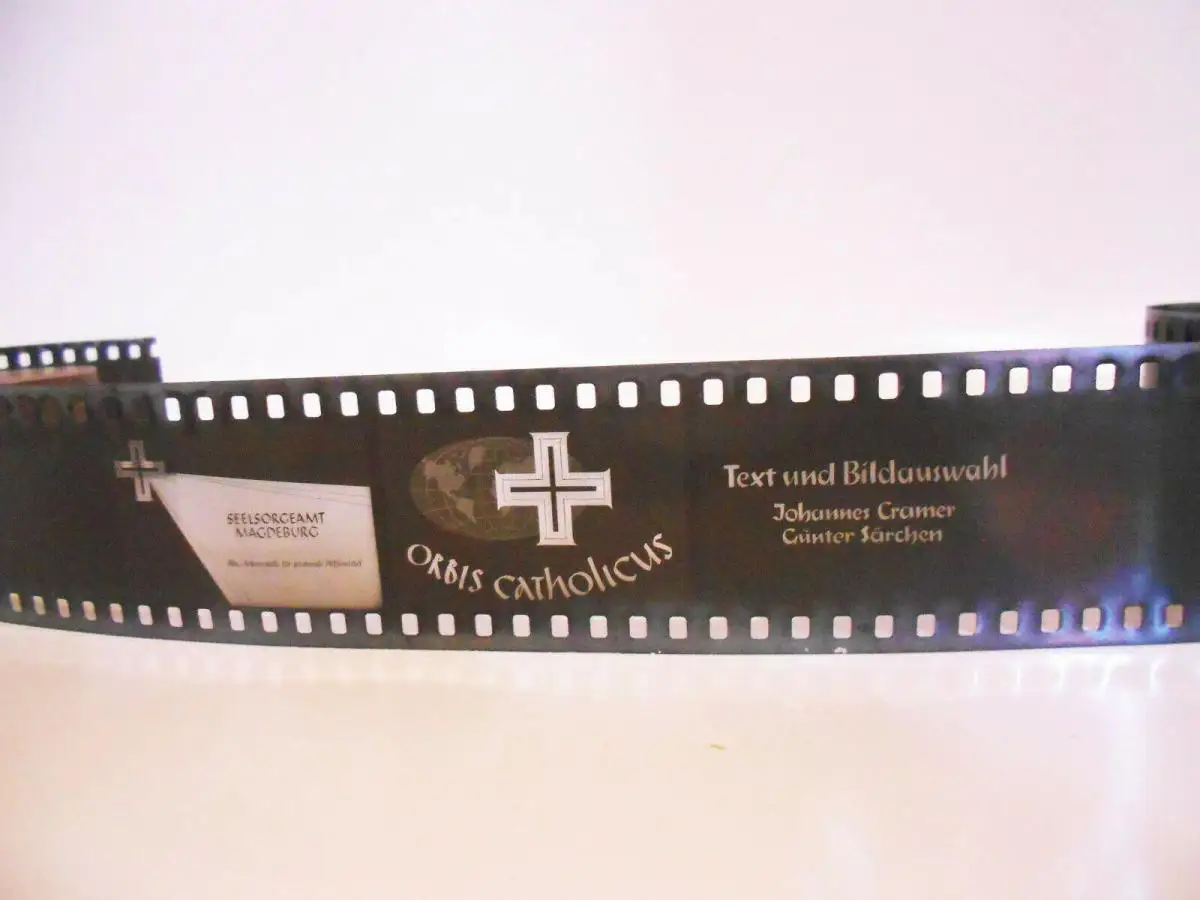 SEELSORGEAMT
MAGDEBURG
ORBIS CATHOLICUS
Text und Bildauswahl
Johannes Cramer
Günter Särchen